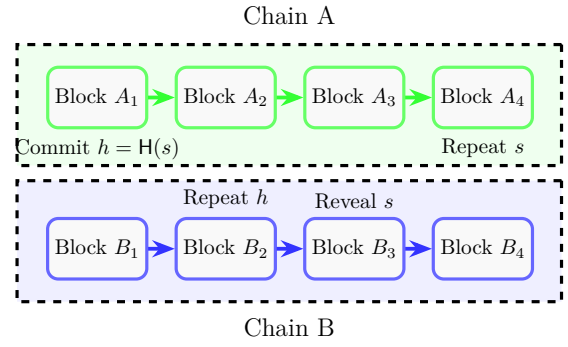 Chain A
Block A₁ Block A₂ Block A₃ Block A₄
Commit h = H(s) Repeat s
Repeat h Reveal s
Block B₁ Block B₂ Block B₃ Block B₄
Chain B